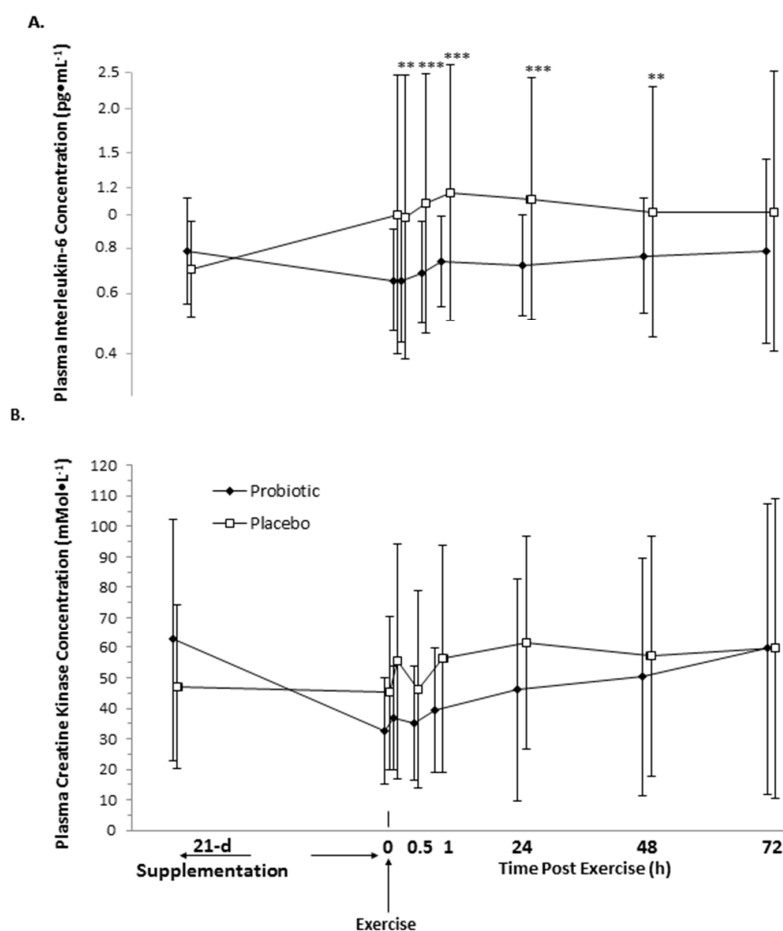 A.
Plasma Interleukin-6 Concentration (pg•mL-1)
** *** *** *** **
2.5
2.0
1.5
1.2
0
0.8
0.6
0.4
B.
Plasma Creatine Kinase Concentration (mMol•L-1)
120
110
100
90
80
70
60
50
40
30
20
10
0
Probiotic
Placebo
21-d
Supplementation
0 0.5 1 24 48 72
Time Post Exercise (h)
Exercise